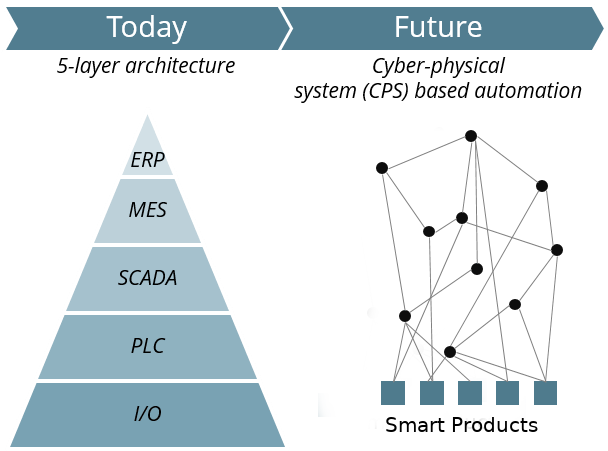 Today
Future
5-layer architecture
Cyber-physical
system (CPS) based automation
ERP
MES
SCADA
PLC
I/O
Smart Products